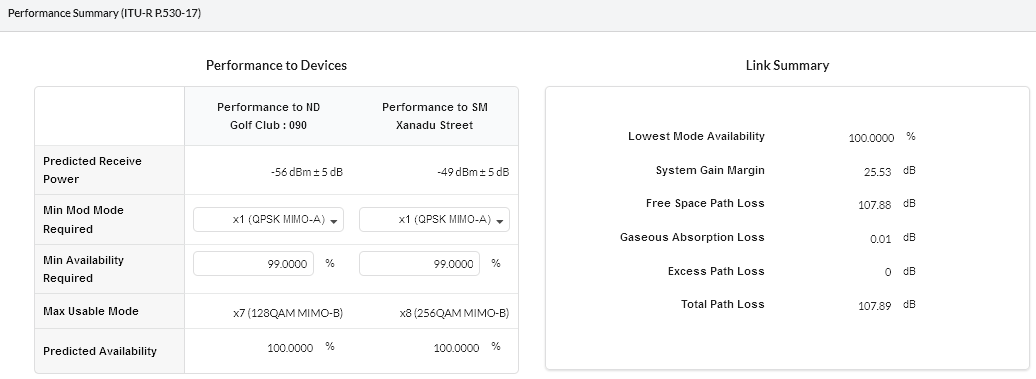 Performance Summary (ITU-R P.530-17)
Performance to Devices
Performance to ND
Golf Club : 090
Performance to SM
Xanadu Street
Predicted Receive
Power
-56 dBm ± 5 dB
-49 dBm ± 5 dB
Min Mod Mode
Required
x1 (QPSK MIMO-A)
x1 (QPSK MIMO-A)
Min Availability
Required
99.0000 %
99.0000 %
Max Usable Mode
x7 (128QAM MIMO-B)
x8 (256QAM MIMO-B)
Predicted Availability
100.0000 %
100.0000 %
Link Summary
Lowest Mode Availability 100.0000 %
System Gain Margin 25.53 dB
Free Space Path Loss 107.88 dB
Gaseous Absorption Loss 0.01 dB
Excess Path Loss 0 dB
Total Path Loss 107.89 dB